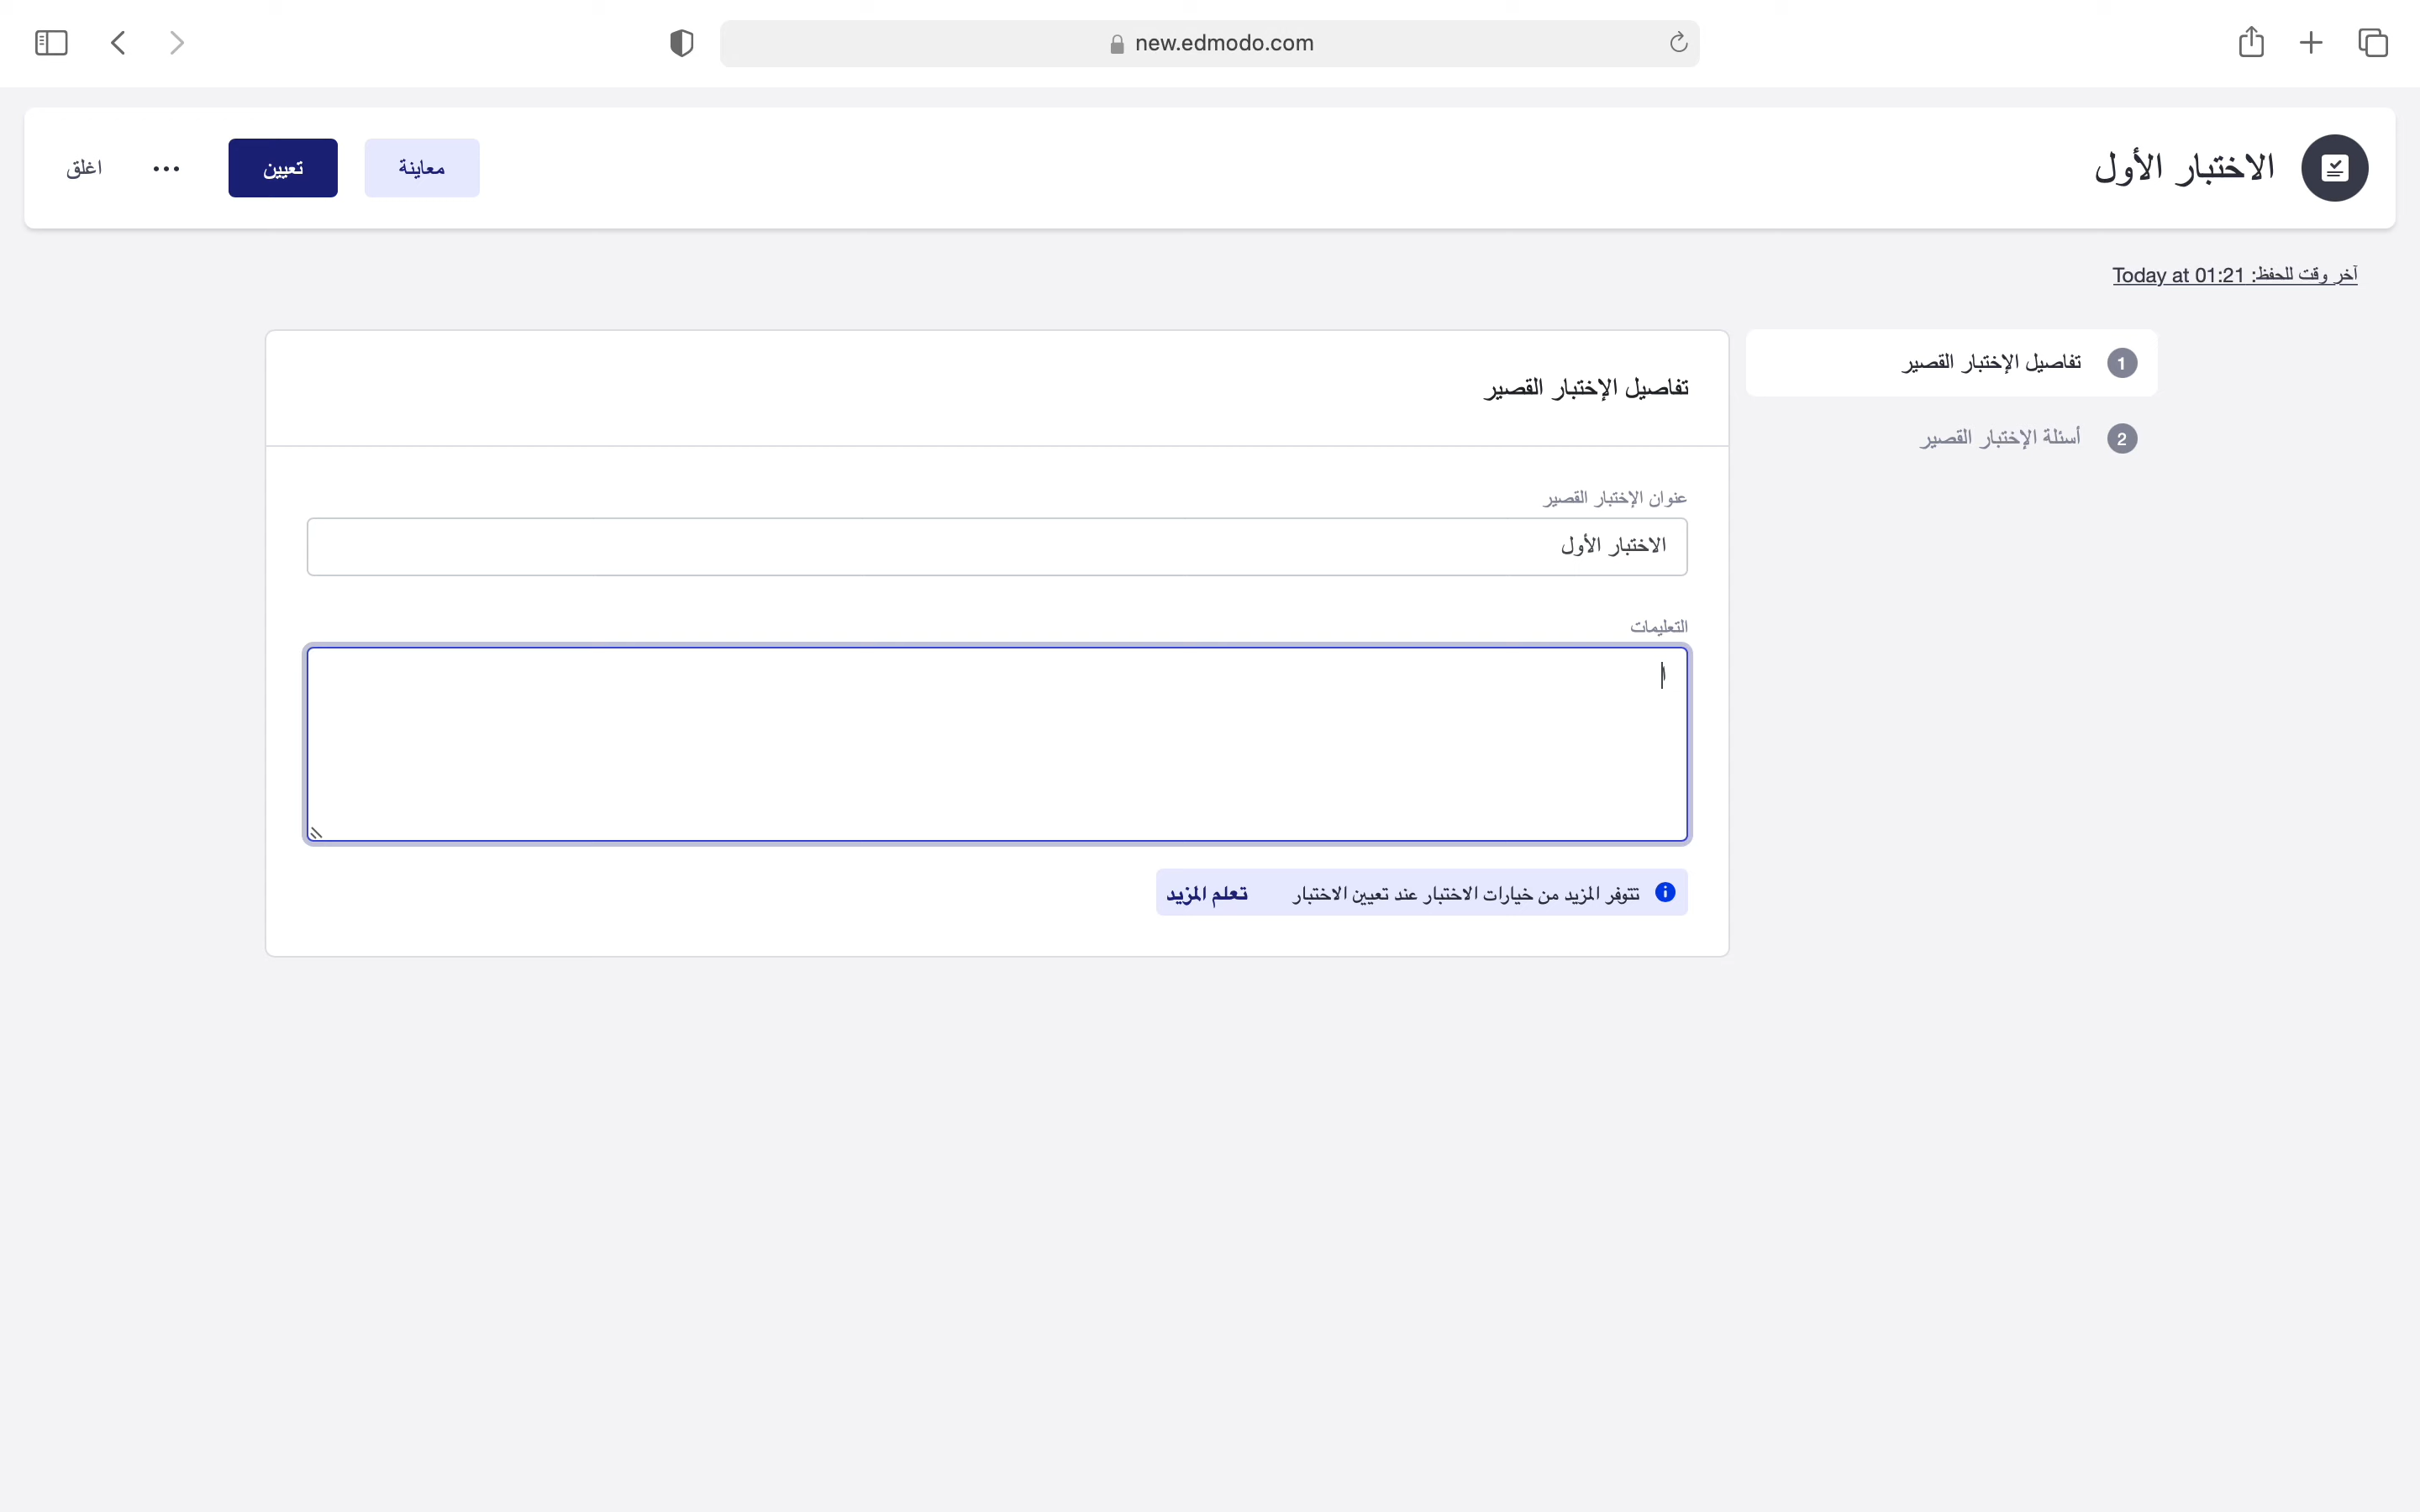 new.edmodo.com
الاختبار الأول
معاينة
تعيين
اغلق
آخر وقت للحفظ: Today at 01:21
1 تفاصيل الإختبار القصير
2 أسئلة الإختبار القصير
تفاصيل الإختبار القصير
عنوان الإختبار القصير
الاختبار الأول
التعليمات
ا
تتوفر المزيد من خيارات الاختبار عند تعيين الاختبار تعلم المزيد